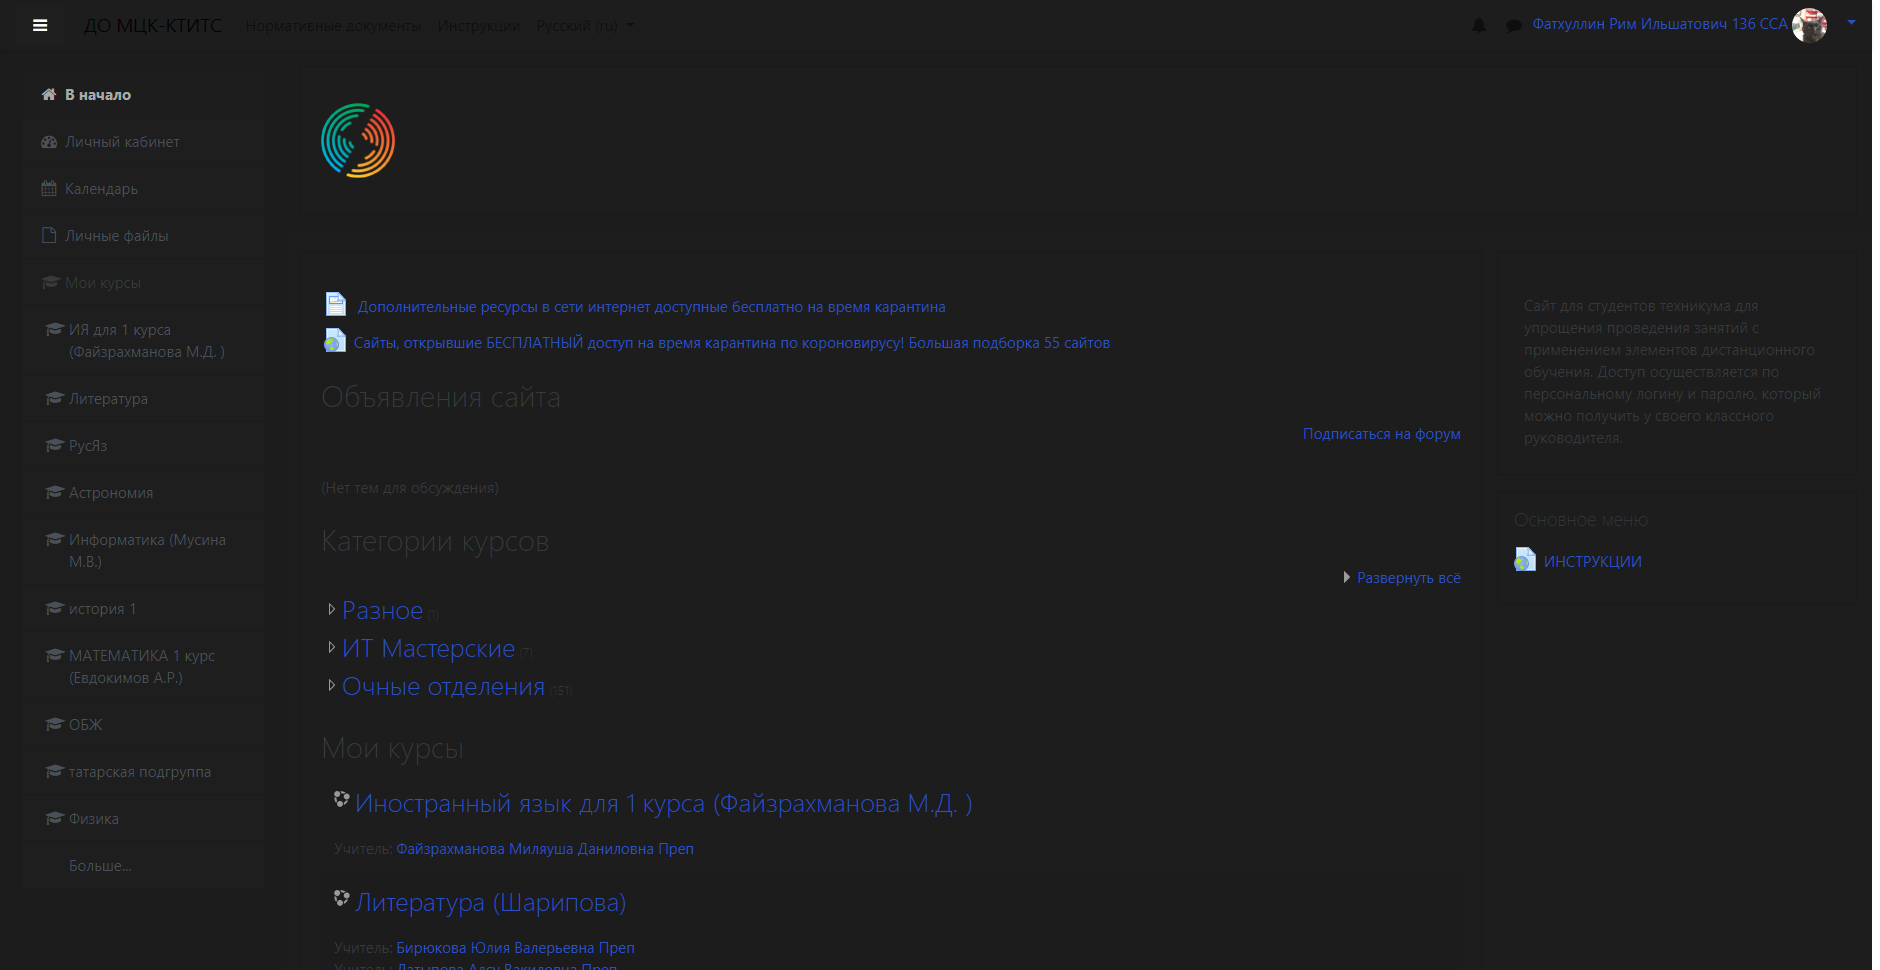 ДО МЦК-КТИТС Нормативные документы Инструкции Русский (ru) Фатхуллин Рим Ильшатович 136 ССА
В начало
Личный кабинет
Календарь
Личные файлы
Мои курсы
ИЯ для 1 курса
(Файзрахманова М.Д. )
Литература
РусЯз
Астрономия
Информатика (Мусина
М.В.)
история 1
МАТЕМАТИКА 1 курс
(Евдокимов А.Р.)
ОБЖ
татарская подгруппа
Физика
Больше...
Дополнительные ресурсы в сети интернет доступные бесплатно на время карантина
Сайты, открывшие БЕСПЛАТНЫЙ доступ на время карантина по короновирусу! Большая подборка 55 сайтов
Объявления сайта
Подписаться на форум
(Нет тем для обсуждения)
Категории курсов
Развернуть всё
Разное (1)
ИТ Мастерские (7)
Очные отделения (151)
Мои курсы
Иностранный язык для 1 курса (Файзрахманова М.Д. )
Учитель: Файзрахманова Миляуша Даниловна Преп
Литература (Шарипова)
Учитель: Бирюкова Юлия Валерьевна Преп
Учитель: Латыпова Алсу Вакиловна Преп
Сайт для студентов техникума для
упрощения проведения занятий с
применением элементов дистанционного
обучения. Доступ осуществляется по
персональному логину и паролю, который
можно получить у своего классного
руководителя.
Основное меню
ИНСТРУКЦИИ